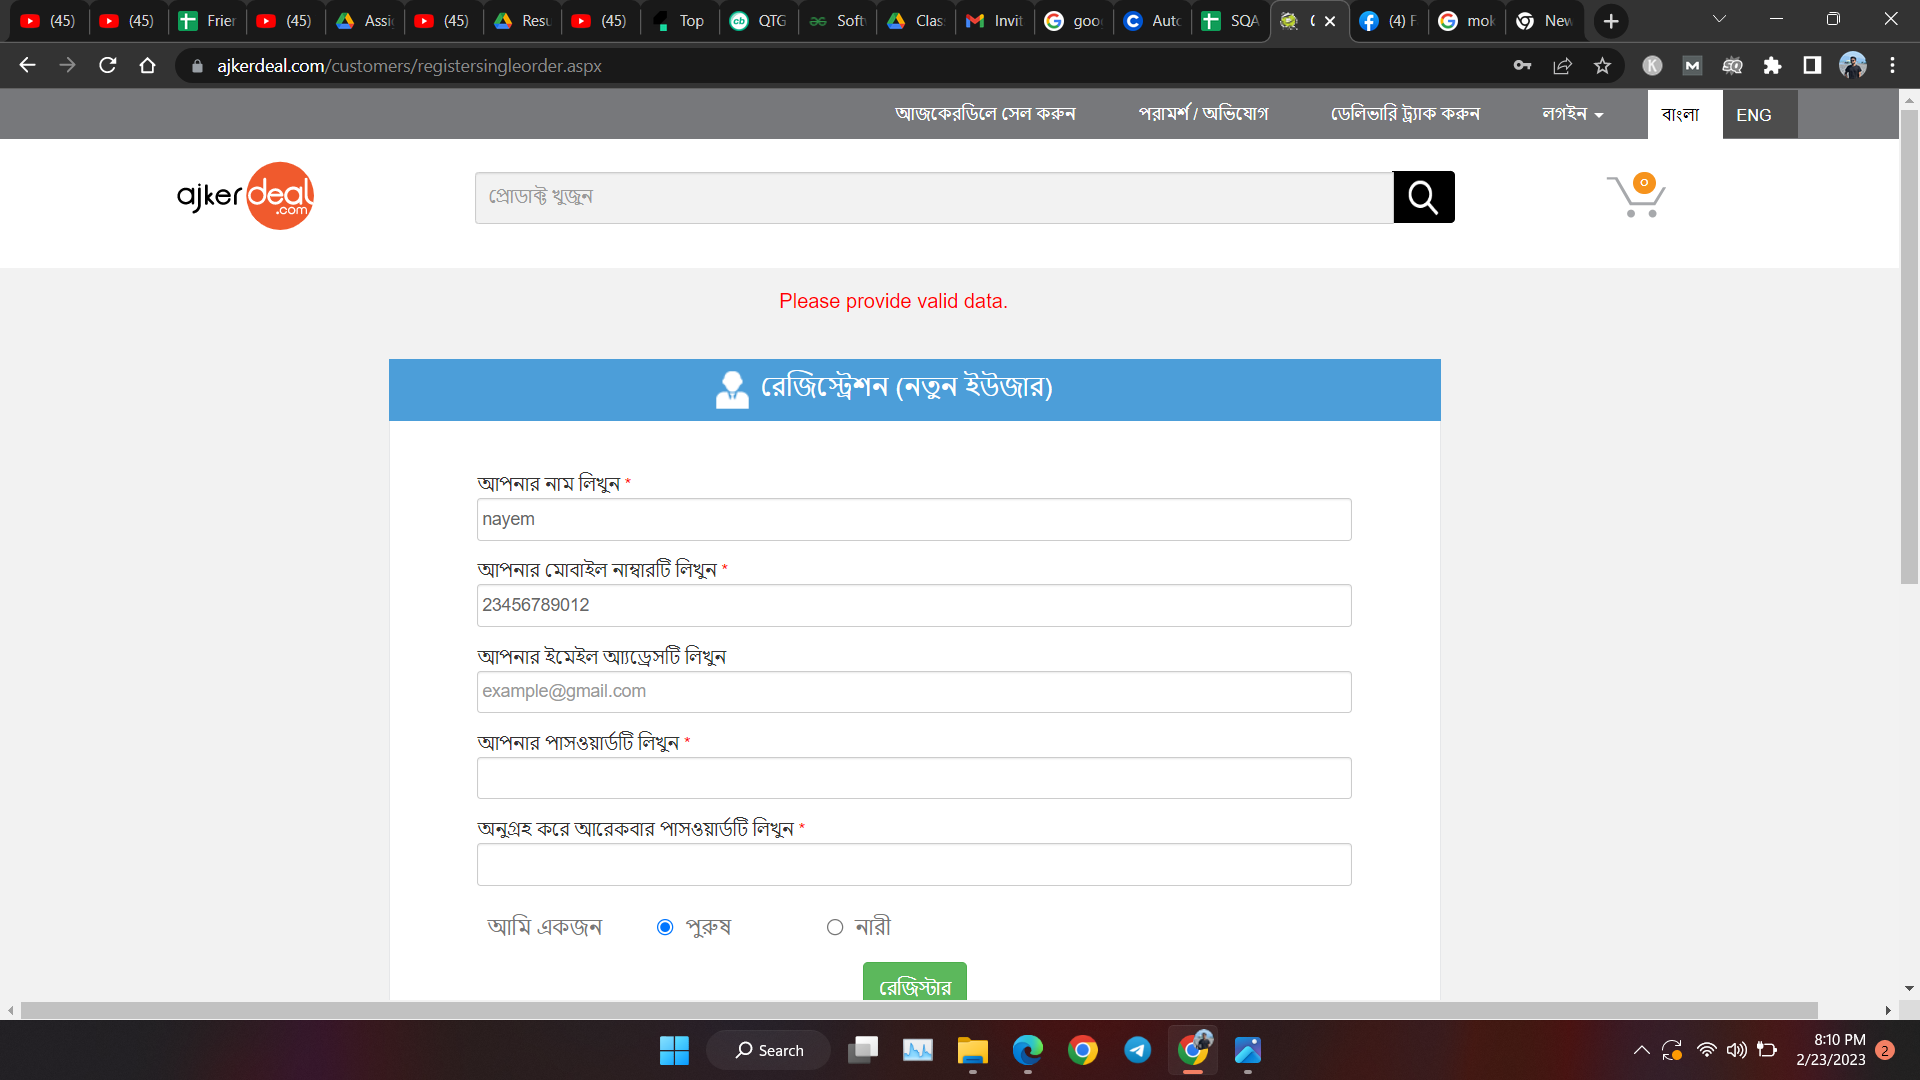 (45) (45) Frier (45) Assi (45) Resu (45) Top QTG Soft Clas Invit goo Auto SQA (4) F mok New
ajkerdeal.com/customers/registersingleorder.aspx
আজকেরডিলে সেল করুন পরামর্শ / অভিযোগ ডেলিভারি ট্র্যাক করুন লগইন বাংলা ENG
ajkerdeal.com
প্রোডাক্ট খুজুন
0
Please provide valid data.
রেজিস্ট্রেশন (নতুন ইউজার)
আপনার নাম লিখুন *
nayem
আপনার মোবাইল নাম্বারটি লিখুন *
23456789012
আপনার ইমেইল অ্যাড্রেসটি লিখুন
example@gmail.com
আপনার পাসওয়ার্ডটি লিখুন *
অনুগ্রহ করে আরেকবার পাসওয়ার্ডটি লিখুন *
আমি একজন পুরুষ নারী
রেজিস্টার
Search
8:10 PM
2/23/2023
2